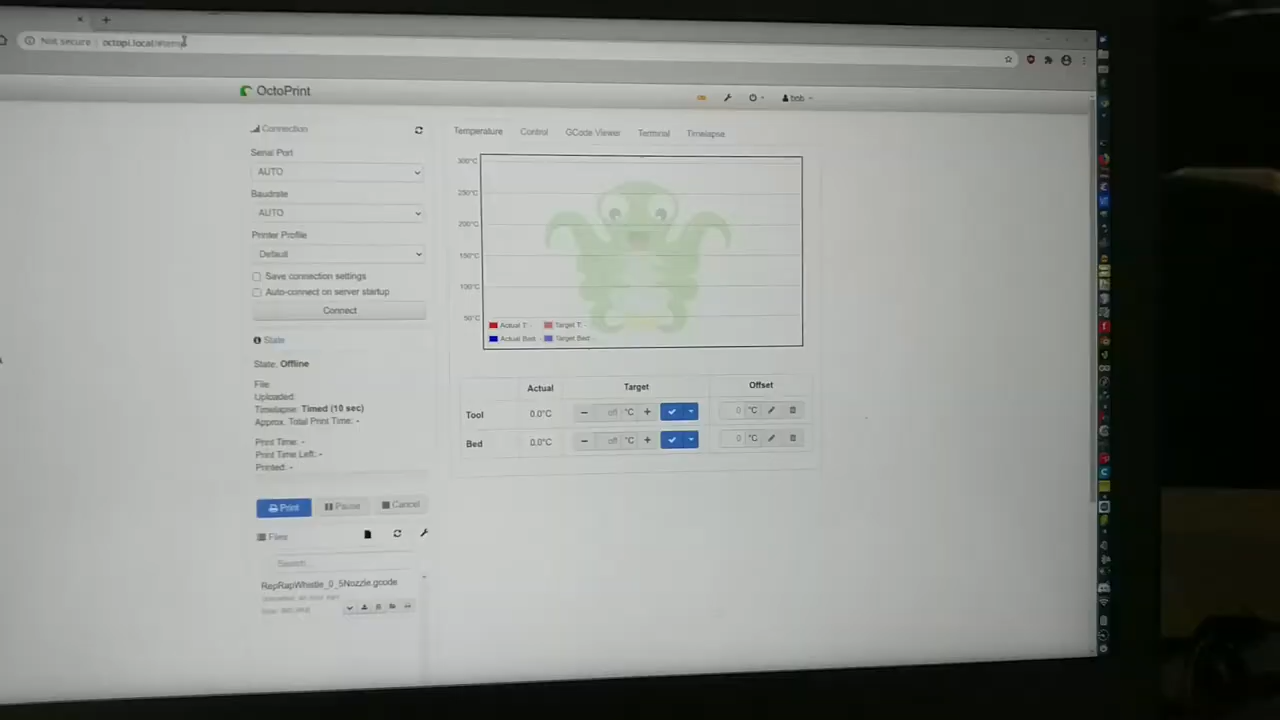 Not secure | octopi.local/#temp
OctoPrint
bob
Connection
Serial Port
AUTO
Baudrate
AUTO
Printer Profile
Default
Save connection settings
Auto-connect on server startup
Connect
State
State: Offline
File:
Uploaded:
Timelapse: Timed (10 sec)
Approx. Total Print Time: -
Print Time: -
Print Time Left: -
Printed: -
Print Pause Cancel
Files
Search...
RepRapWhistle_0_5Nozzle.gcode
Temperature Control GCode Viewer Terminal Timelapse
300°C
250°C
200°C
150°C
100°C
50°C
Actual T: - Target T: -
Actual Bed: - Target Bed: -
Actual Target Offset
Tool 0.0°C off °C 0 °C
Bed 0.0°C off °C 0 °C